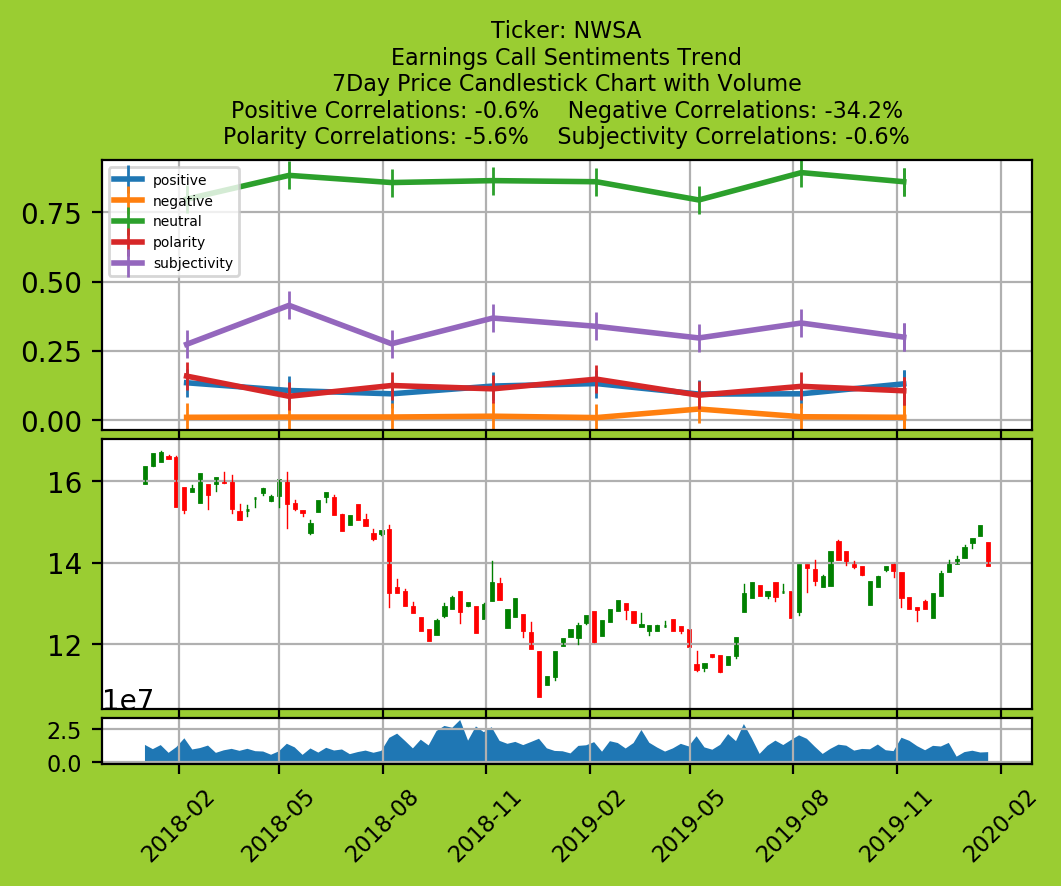 Ticker: NWSA
Earnings Call Sentiments Trend
7Day Price Candlestick Chart with Volume
Positive Correlations: -0.6%    Negative Correlations: -34.2%
Polarity Correlations: -5.6%    Subjectivity Correlations: -0.6%
positive
negative
neutral
polarity
subjectivity
0.75
0.50
0.25
0.00
16
14
12
1e7
2.5
0.0
2018-02 2018-05 2018-08 2018-11 2019-02 2019-05 2019-08 2019-11 2020-02